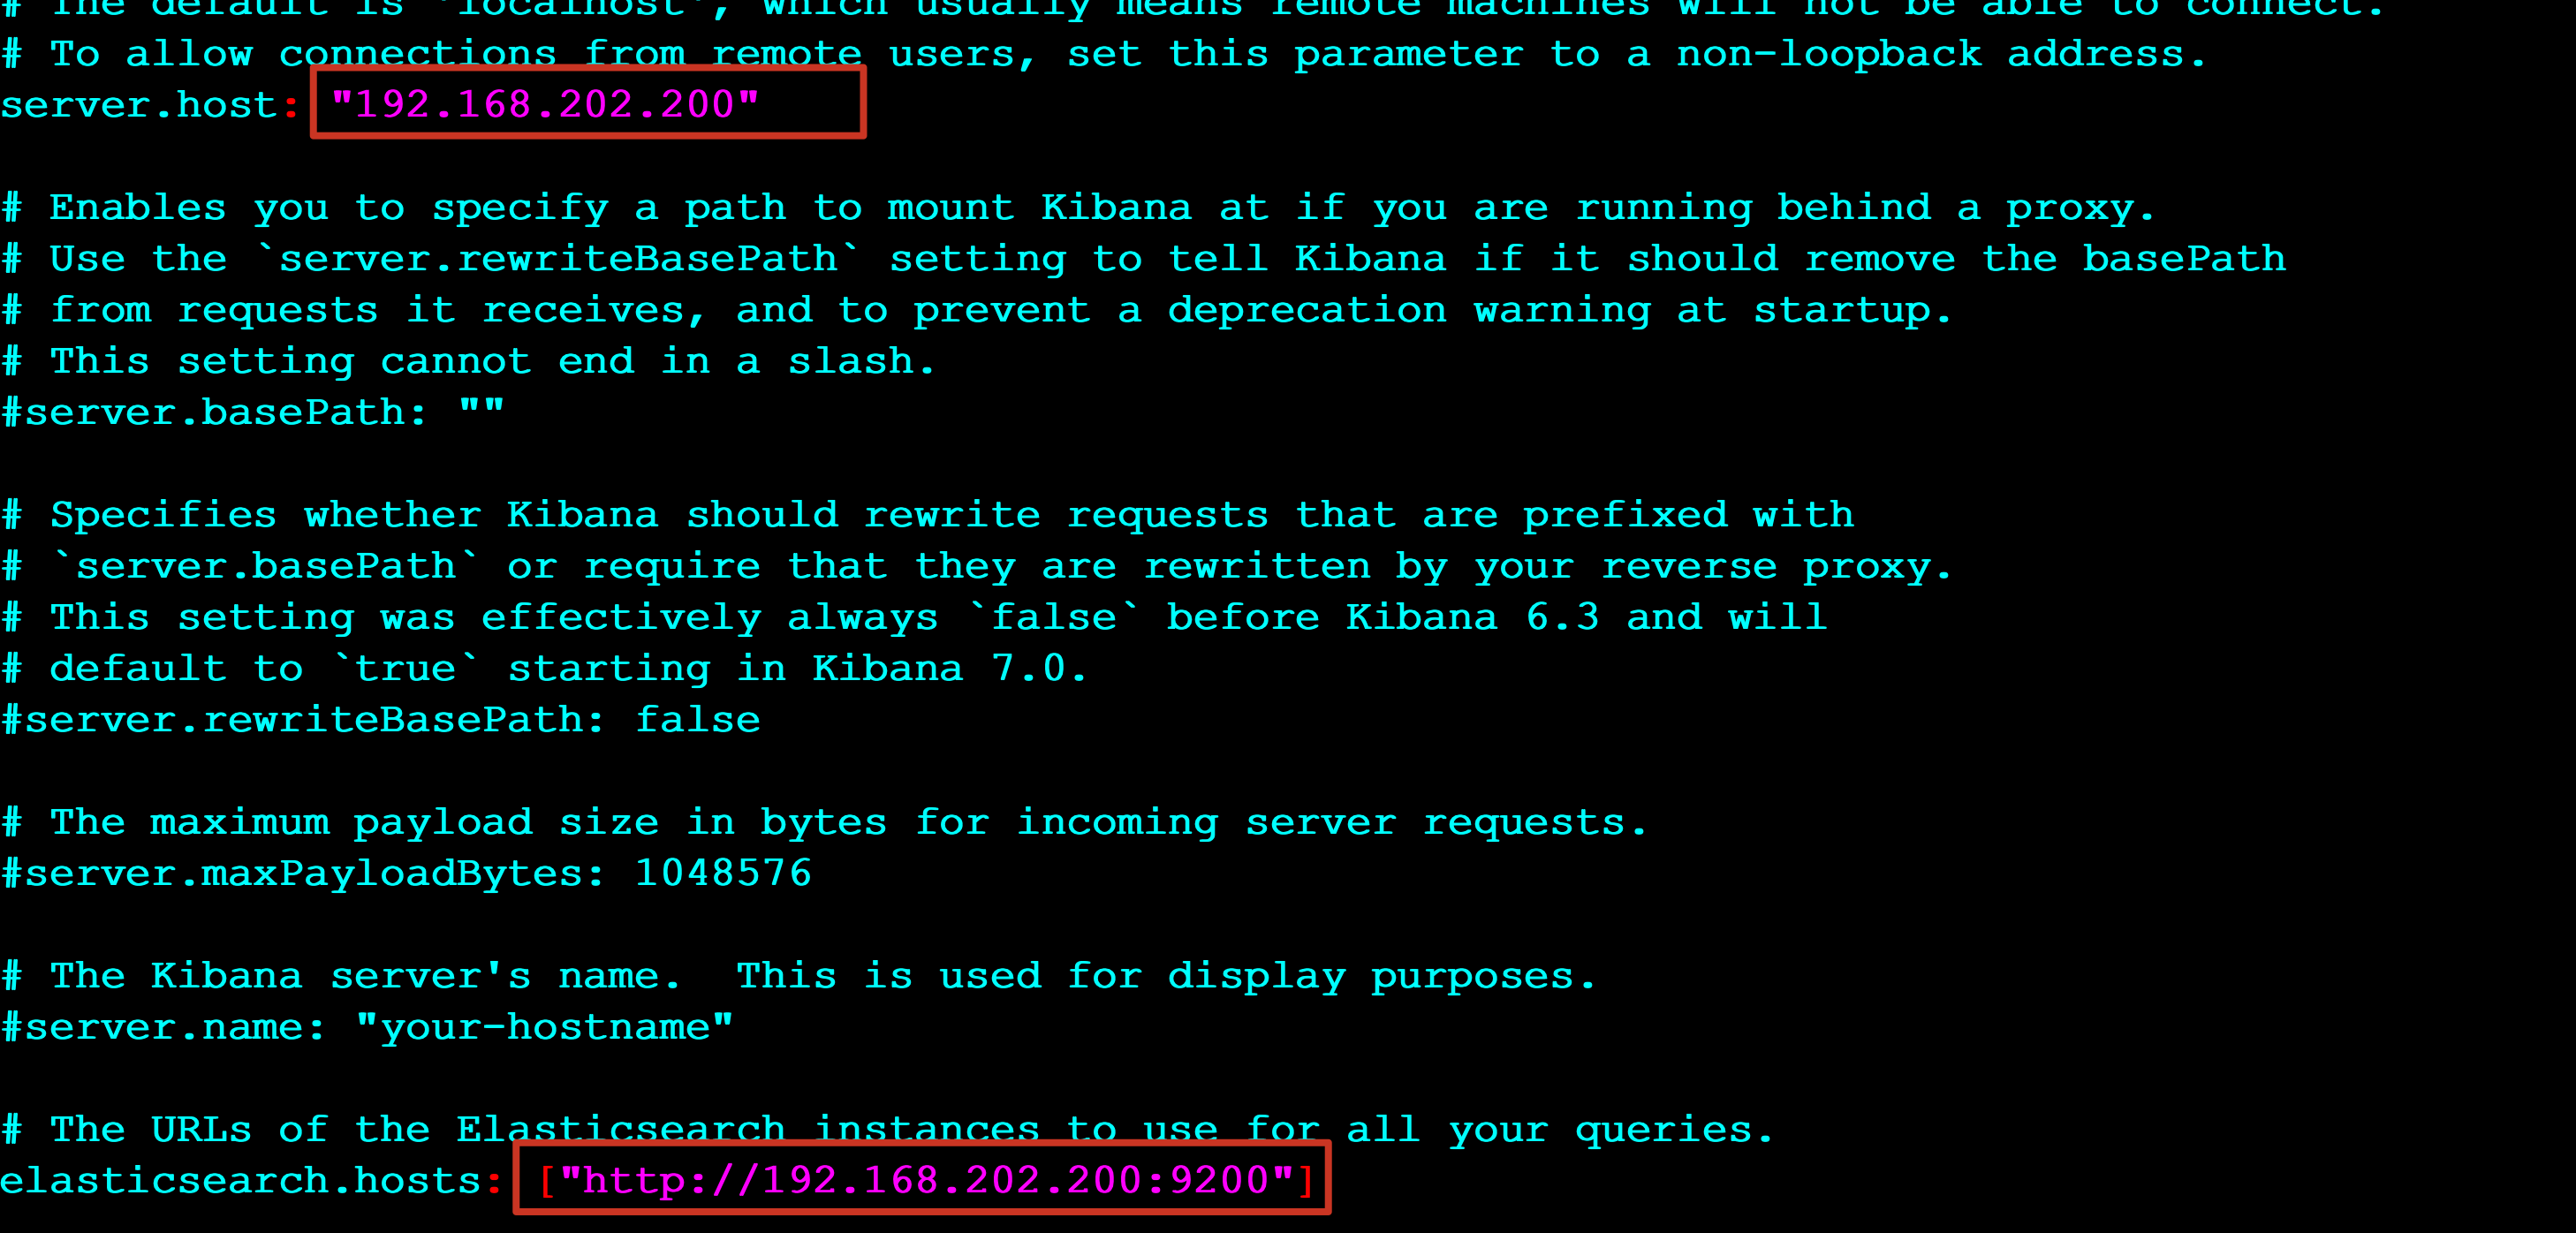 # The default is 'localhost', which usually means remote machines will not be able to connect.
# To allow connections from remote users, set this parameter to a non-loopback address.
server.host: "192.168.202.200"
# Enables you to specify a path to mount Kibana at if you are running behind a proxy.
# Use the `server.rewriteBasePath` setting to tell Kibana if it should remove the basePath
# from requests it receives, and to prevent a deprecation warning at startup.
# This setting cannot end in a slash.
#server.basePath: ""
# Specifies whether Kibana should rewrite requests that are prefixed with
# `server.basePath` or require that they are rewritten by your reverse proxy.
# This setting was effectively always `false` before Kibana 6.3 and will
# default to `true` starting in Kibana 7.0.
#server.rewriteBasePath: false
# The maximum payload size in bytes for incoming server requests.
#server.maxPayloadBytes: 1048576
# The Kibana server's name.  This is used for display purposes.
#server.name: "your-hostname"
# The URLs of the Elasticsearch instances to use for all your queries.
elasticsearch.hosts: ["http://192.168.202.200:9200"]